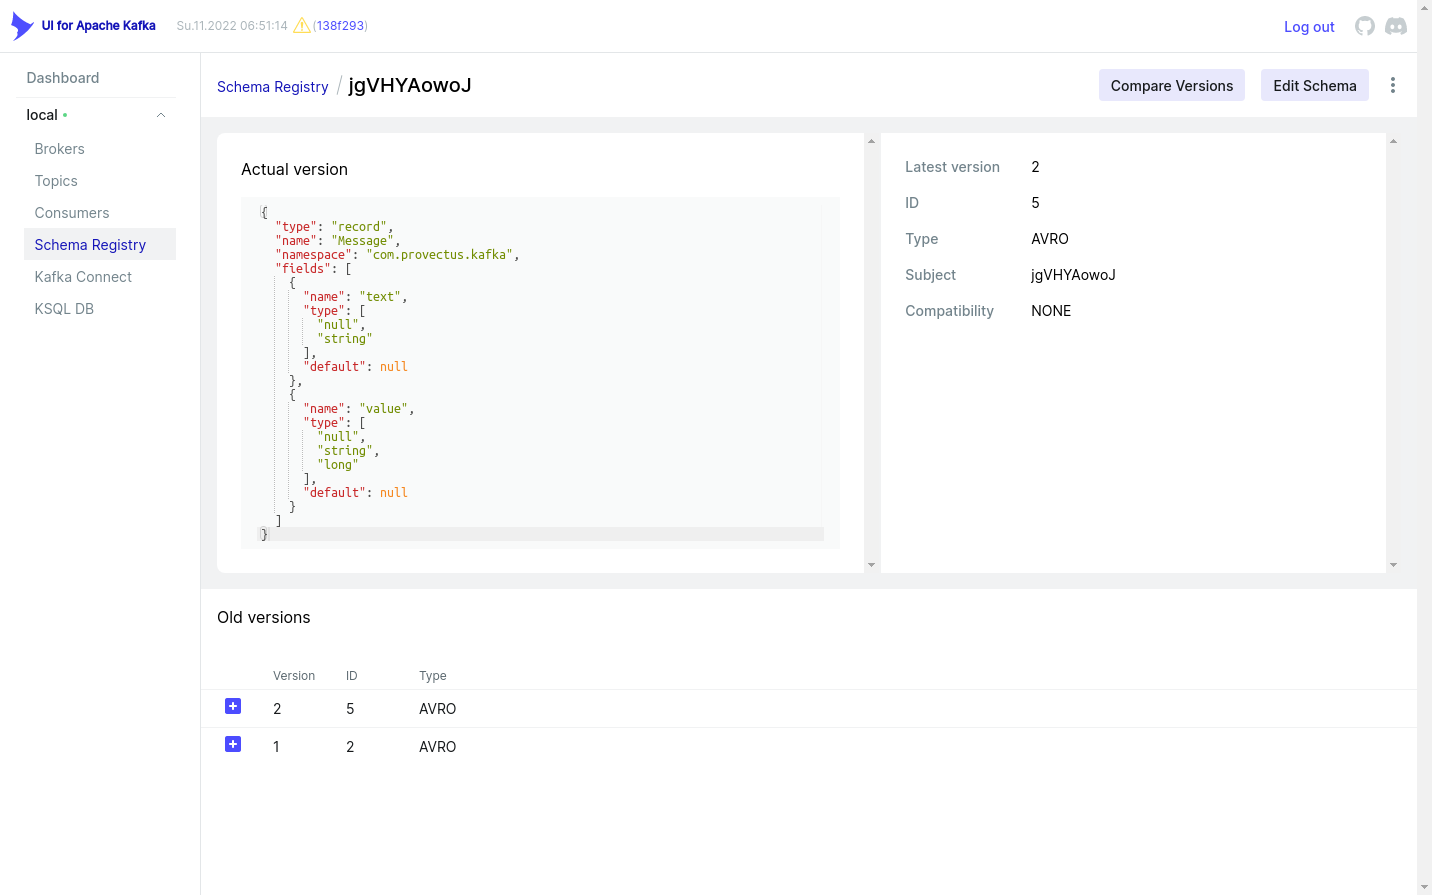 UI for Apache Kafka
Su.11.2022 06:51:14 (138f293)
Log out
Dashboard
local
Brokers
Topics
Consumers
Schema Registry
Kafka Connect
KSQL DB
Schema Registry / jgVHYAowoJ
Compare Versions
Edit Schema
Actual version
{
  "type": "record",
  "name": "Message",
  "namespace": "com.provectus.kafka",
  "fields": [
    {
      "name": "text",
      "type": [
        "null",
        "string"
      ],
      "default": null
    },
    {
      "name": "value",
      "type": [
        "null",
        "string",
        "long"
      ],
      "default": null
    }
  ]
}
Latest version 2
ID 5
Type AVRO
Subject jgVHYAowoJ
Compatibility NONE
Old versions
Version ID Type
2 5 AVRO
1 2 AVRO